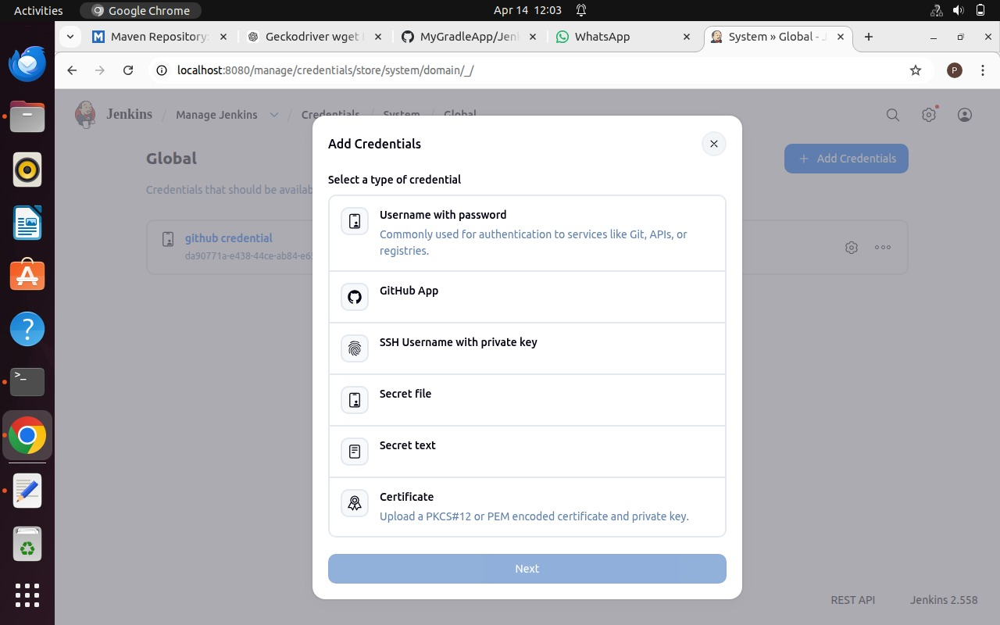 Activities
Google Chrome
Apr 14 12:03
Maven Repository:
Geckodriver wget
MyGradleApp/Jenl
WhatsApp
System » Global - J
localhost:8080/manage/credentials/store/system/domain/_/
P
Jenkins / Manage Jenkins / Credentials / System / Global
Global
Add Credentials
Credentials that should be availab
github credential
da90771a-e438-44ce-ab84-e6
Add Credentials
Select a type of credential
Username with password
Commonly used for authentication to services like Git, APIs, or
registries.
GitHub App
SSH Username with private key
Secret file
Secret text
Certificate
Upload a PKCS#12 or PEM encoded certificate and private key.
Next
REST API
Jenkins 2.558